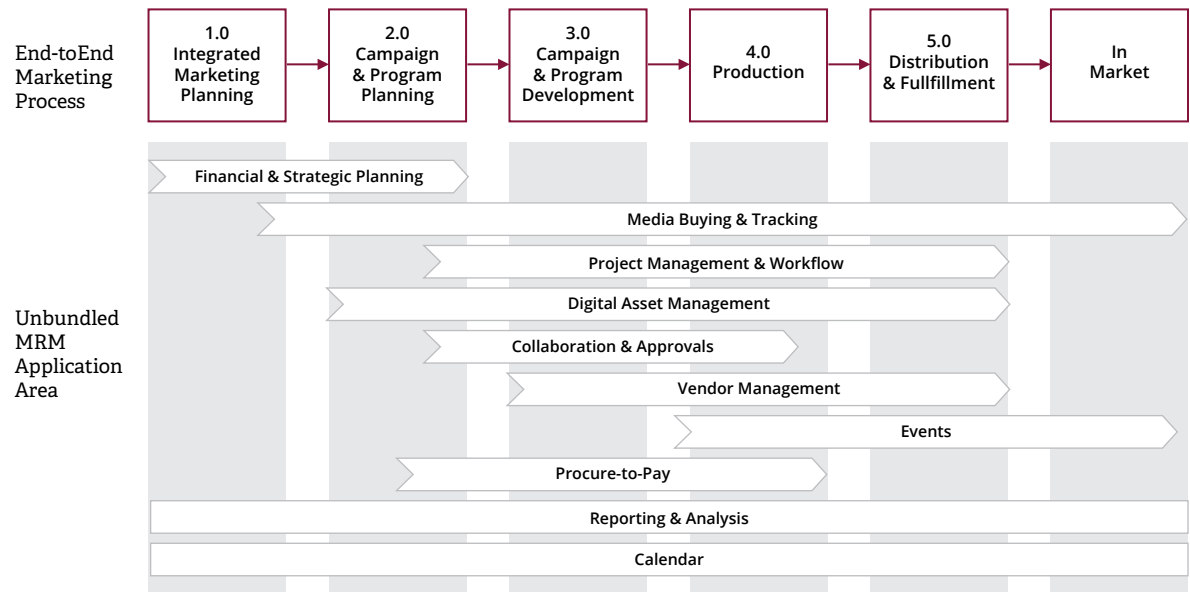 End-toEnd
Marketing
Process
1.0
Integrated
Marketing
Planning
2.0
Campaign
& Program
Planning
3.0
Campaign
& Program
Development
4.0
Production
5.0
Distribution
& Fullfillment
In
Market
Unbundled
MRM
Application
Area
Financial & Strategic Planning
Media Buying & Tracking
Project Management & Workflow
Digital Asset Management
Collaboration & Approvals
Vendor Management
Events
Procure-to-Pay
Reporting & Analysis
Calendar